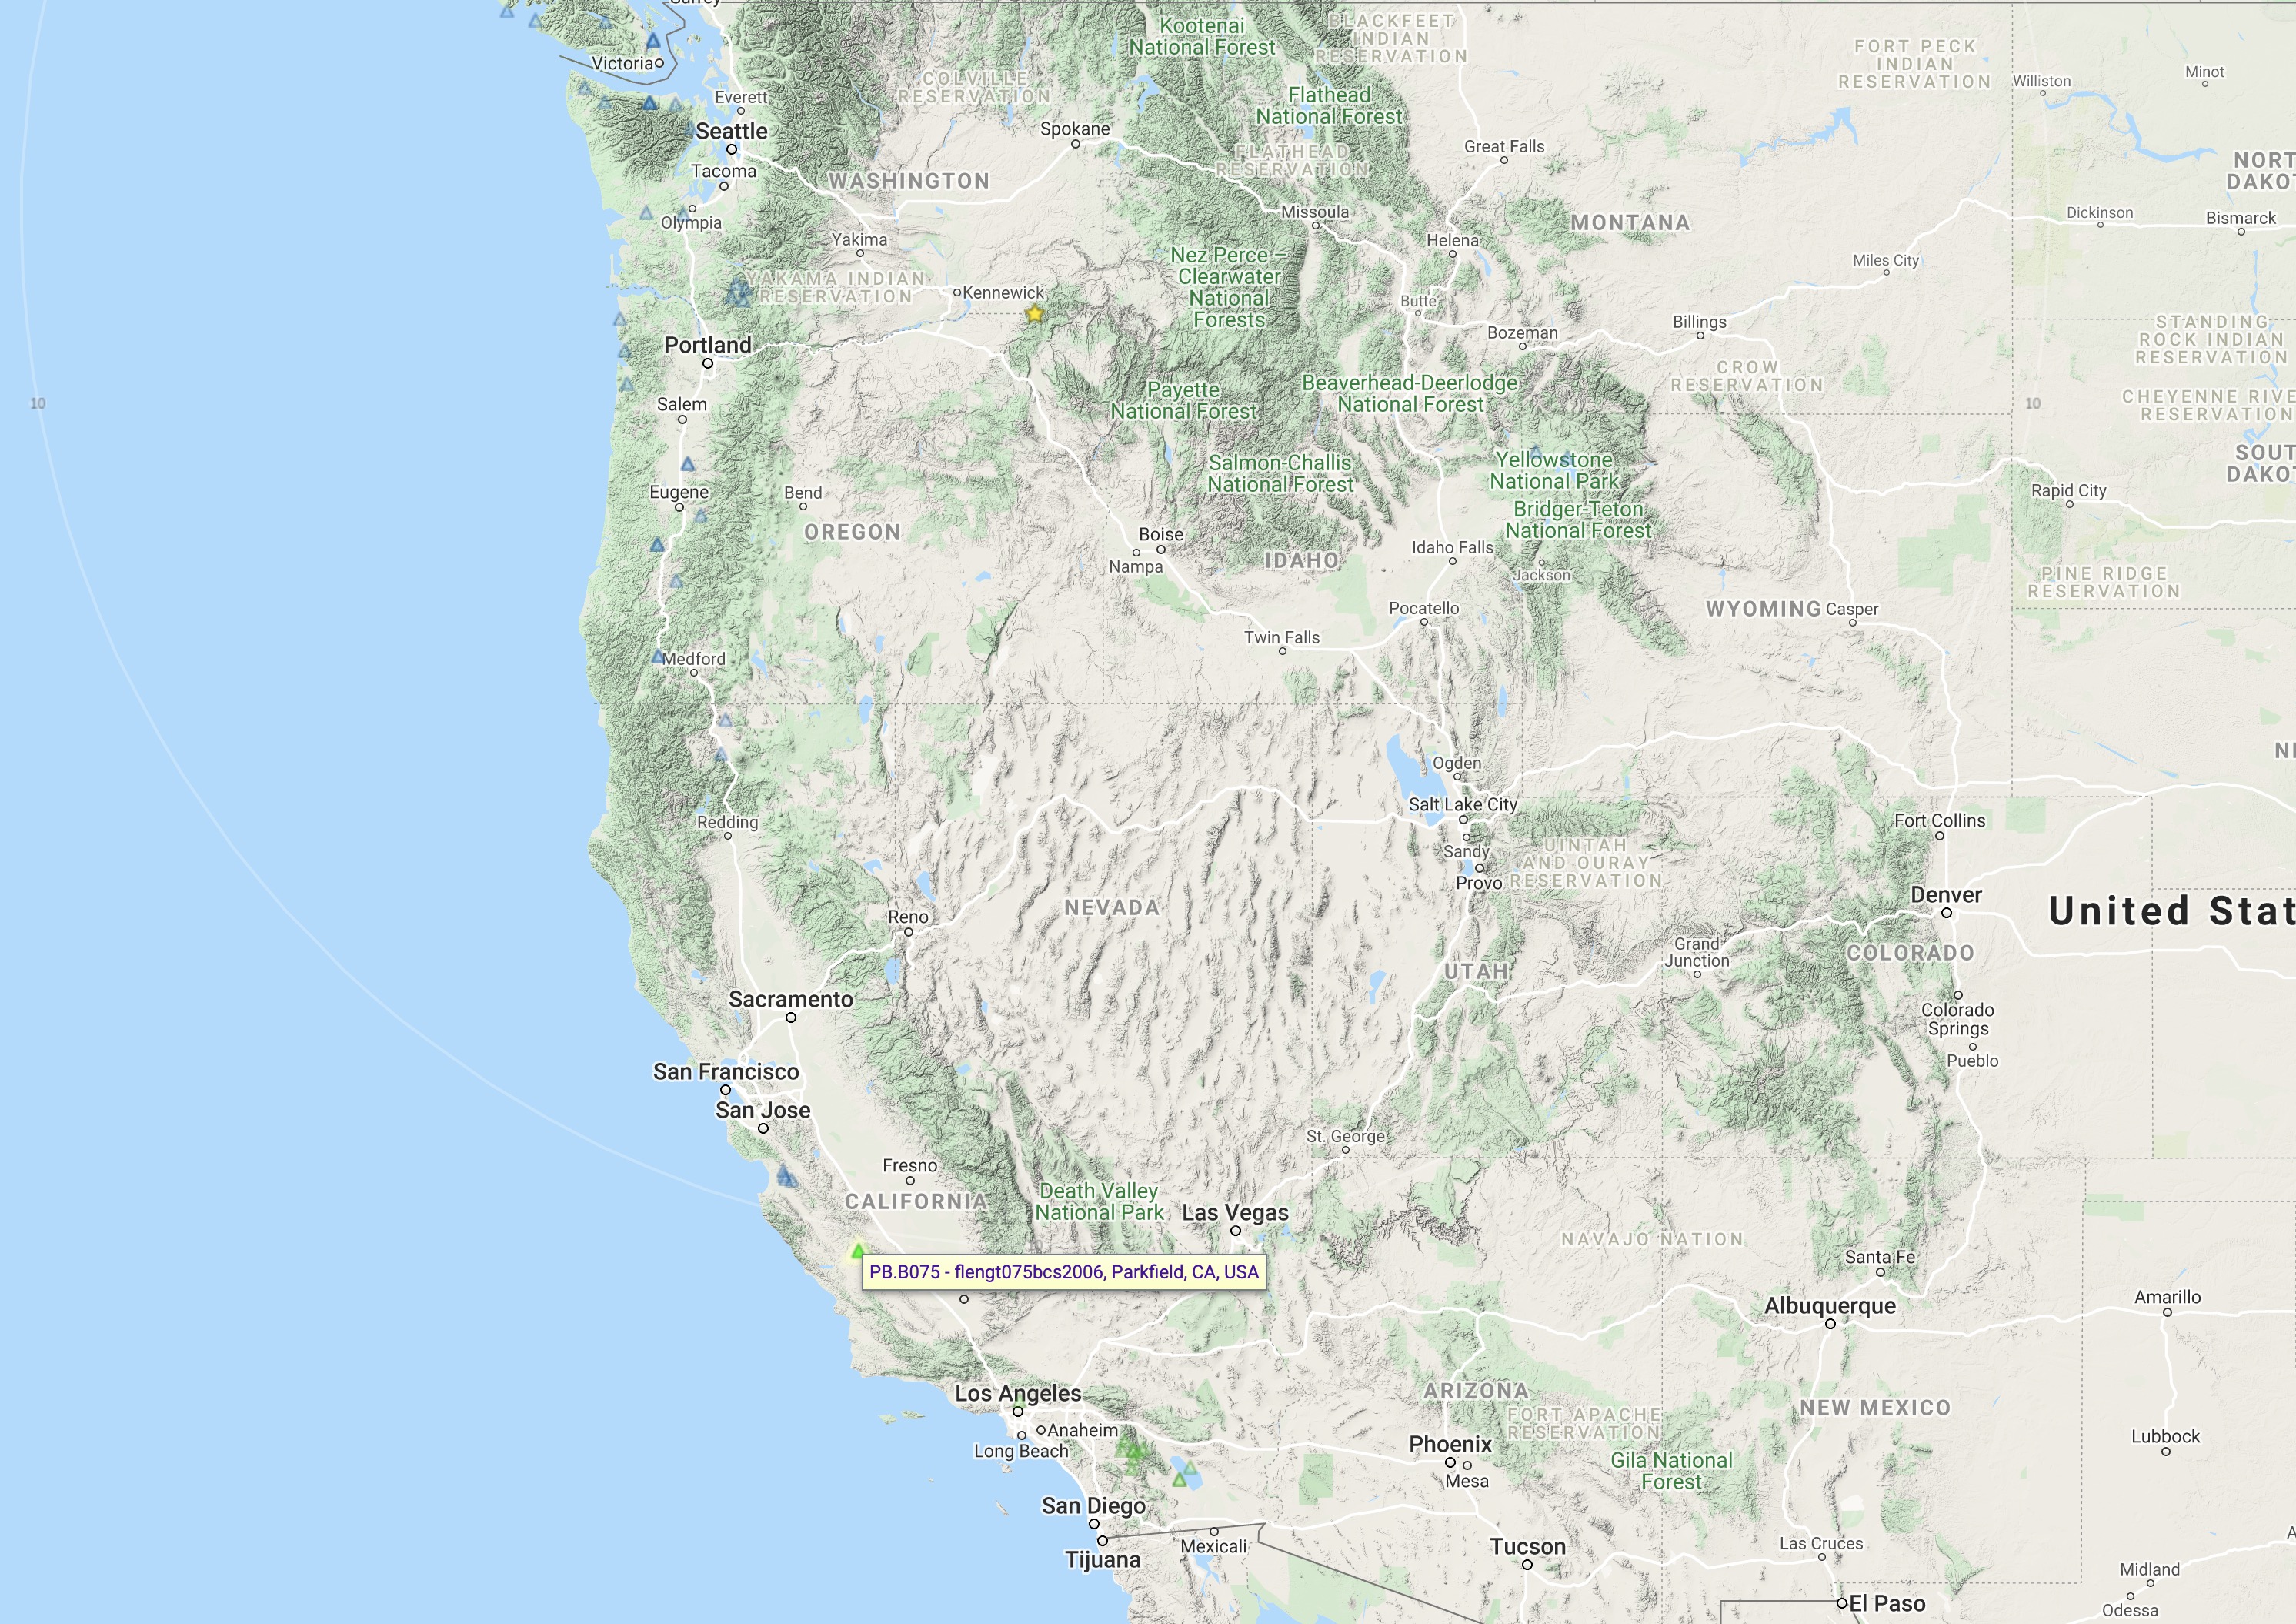 Surrey
Kootenai
National Forest
BLACKFEET
INDIAN
RESERVATION
FORT PECK
INDIAN
RESERVATION
Williston
Minot
Victoria
COLVILLE
RESERVATION
Everett
Flathead
National Forest
Seattle
Spokane
Great Falls
FLATHEAD
RESERVATION
Tacoma
WASHINGTON
NORT
DAKO
Olympia
Missoula
MONTANA
Dickinson
Bismarck
Yakima
Helena
Miles City
YAKAMA INDIAN
RESERVATION
Kennewick
Nez Perce –
Clearwater
National
Forests
Butte
Bozeman
Billings
STANDING
ROCK INDIAN
RESERVATION
Portland
CROW
RESERVATION
Payette
National Forest
Beaverhead-Deerlodge
National Forest
CHEYENNE RIVE
RESERVATION
10
10
Salem
SOUT
DAKO
Salmon-Challis
National Forest
Yellowstone
National Park
Eugene
Bend
Rapid City
OREGON
Bridger-Teton
National Forest
Boise
Nampa
IDAHO
Idaho Falls
Jackson
PINE RIDGE
RESERVATION
Pocatello
WYOMING
Casper
Twin Falls
Medford
NE
Ogden
Salt Lake City
Redding
Fort Collins
Sandy
UINTAH
AND OURAY
RESERVATION
Provo
Denver
United Stat
NEVADA
Reno
Grand
Junction
COLORADO
UTAH
Sacramento
Colorado
Springs
San Francisco
Pueblo
San Jose
St. George
Fresno
CALIFORNIA
Death Valley
National Park
Las Vegas
NAVAJO NATION
Santa Fe
PB.B075 - flengt075bcs2006, Parkfield, CA, USA
Albuquerque
Amarillo
Los Angeles
ARIZONA
NEW MEXICO
Anaheim
Long Beach
FORT APACHE
RESERVATION
Phoenix
Mesa
Lubbock
Gila National
Forest
San Diego
Mexicali
Tijuana
Tucson
Las Cruces
Midland
Odessa
El Paso